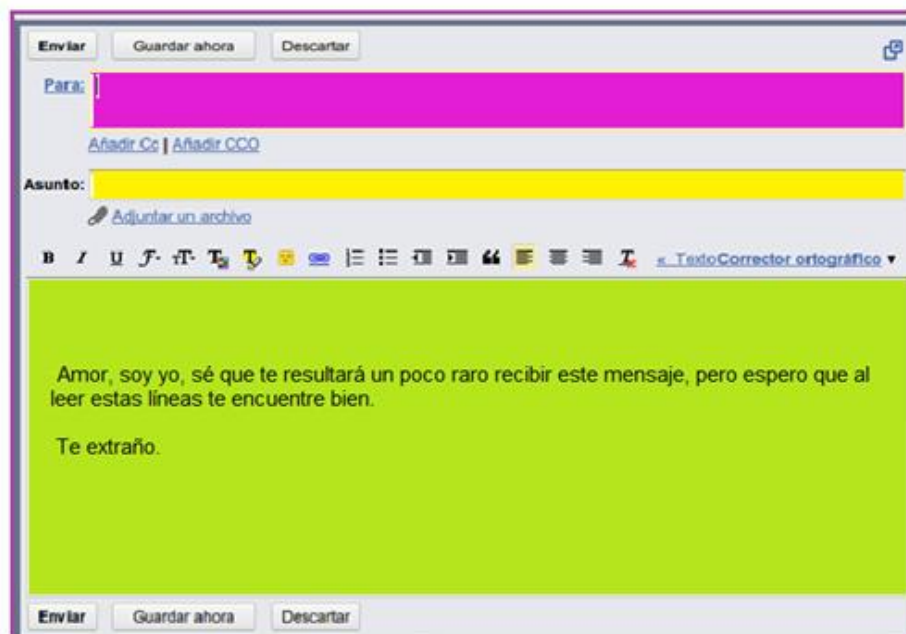 Enviar Guardar ahora Descartar
Para:
Añadir Cc | Añadir CCO
Asunto:
Adjuntar un archivo
B I U F T T T T « TextoCorrector ortográfico
Amor, soy yo, sé que te resultará un poco raro recibir este mensaje, pero espero que al
leer estas líneas te encuentre bien.
Te extraño.
Enviar Guardar ahora Descartar